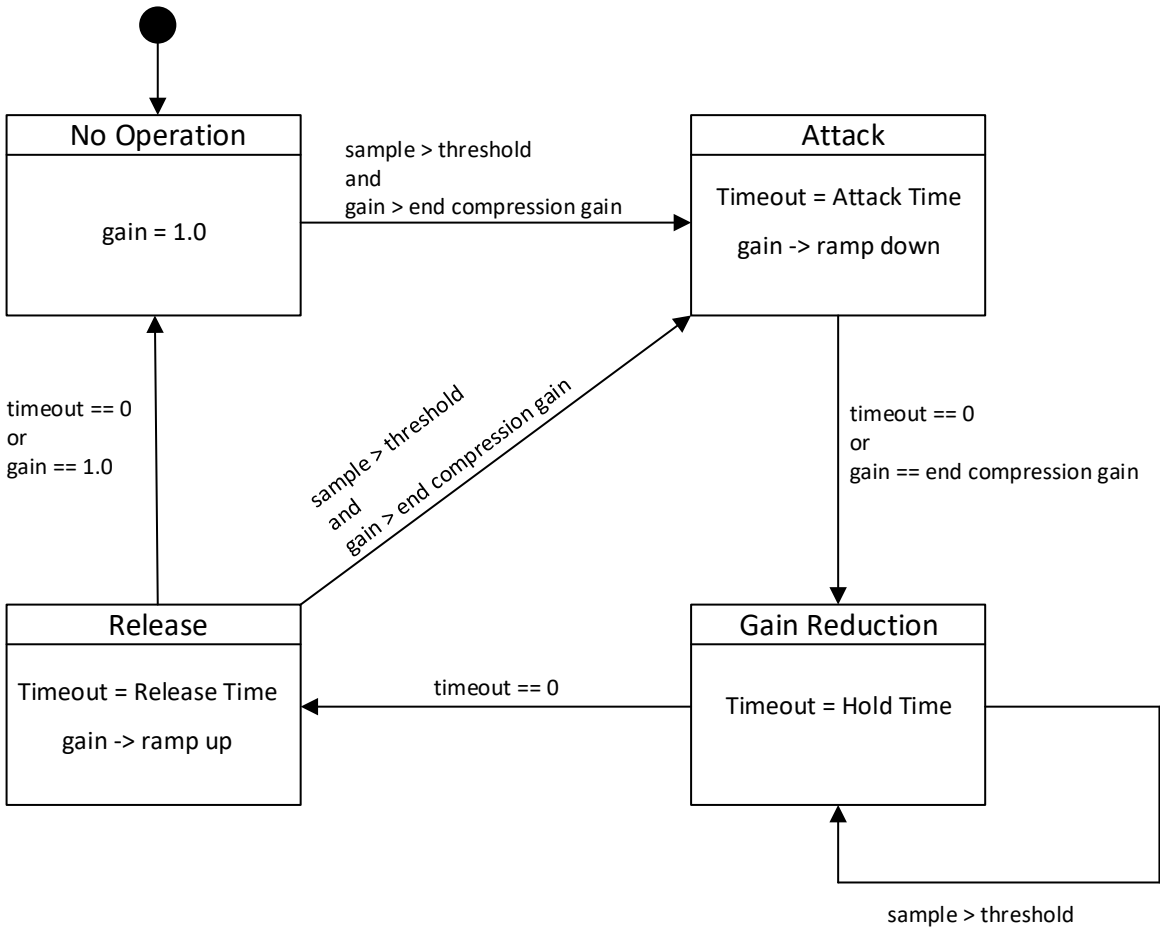 No Operation
gain = 1.0
sample > threshold
and
gain > end compression gain
Attack
Timeout = Attack Time
gain -> ramp down
timeout == 0
or
gain == 1.0
sample > threshold
and
gain > end compression gain
timeout == 0
or
gain == end compression gain
Release
Timeout = Release Time
gain -> ramp up
timeout == 0
Gain Reduction
Timeout = Hold Time
sample > threshold